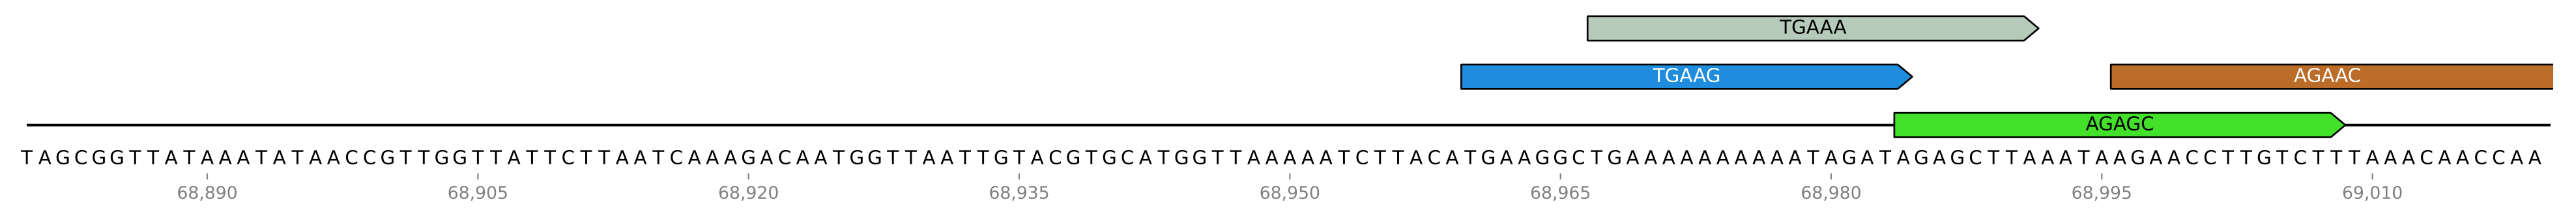 TGAAA
TGAAG
AGAAC
AGAGC
TAGCGGTTATAAATATAACCGTTGGTTATTCTTAATCAAAGACAATGGTTAATTGTACGTGCATGGTTAAAAATCTTACATGAAGGCTGAAAAAAAAAATAGATAGAGCTTAAATAAGAACCTTGTCTTTAAACAACCAA
68,890 68,905 68,920 68,935 68,950 68,965 68,980 68,995 69,010